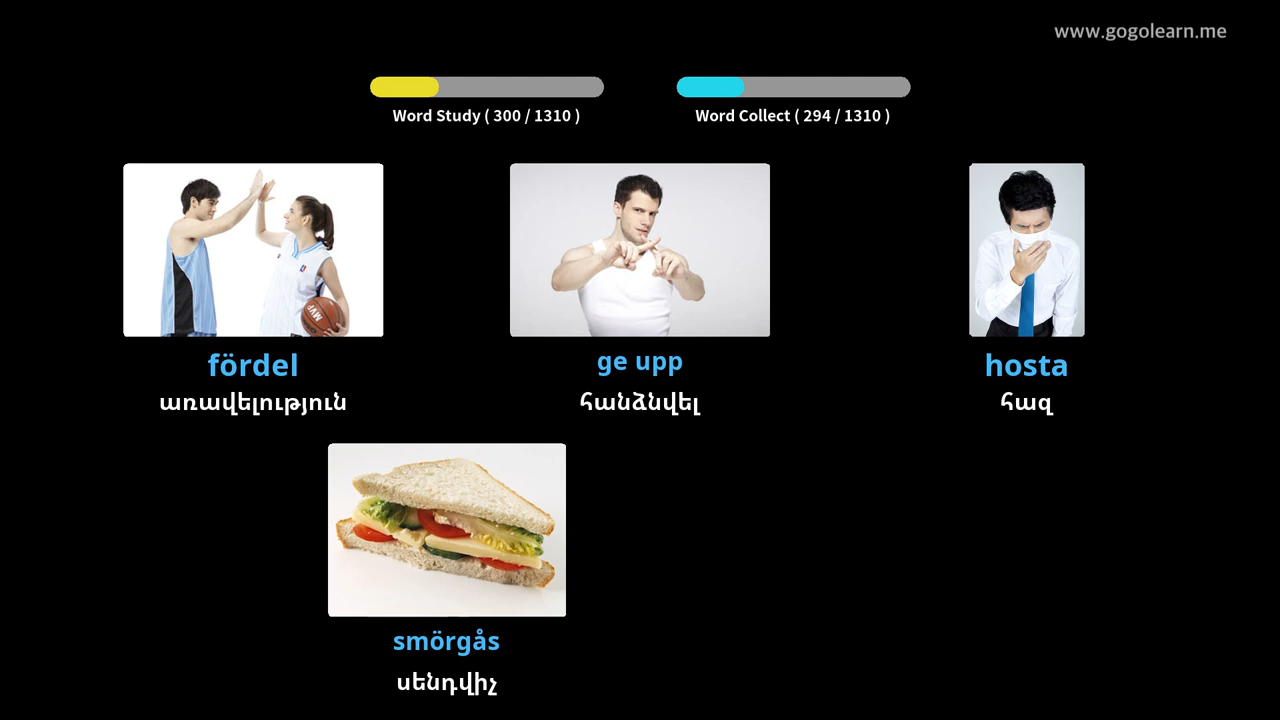 www.gogolearn.me
Word Study ( 300 / 1310 )
Word Collect ( 294 / 1310 )
MVP
fördel
առավելություն
ge upp
հանձնվել
hosta
հազ
smörgås
սենդվիչ